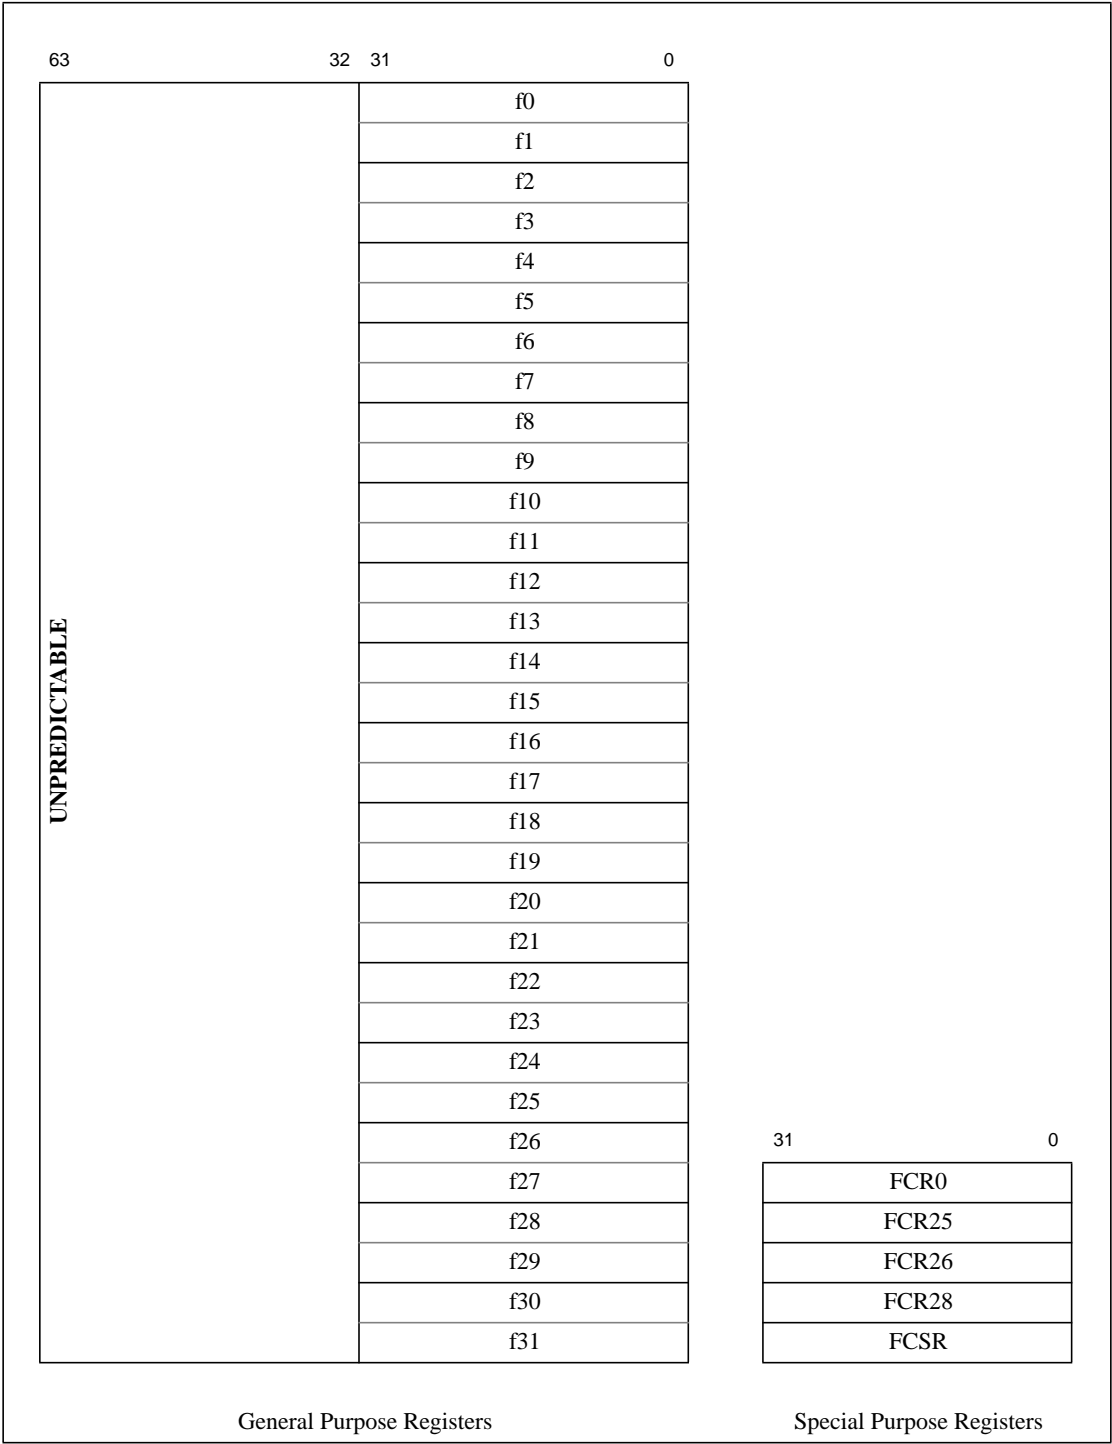 63 32 31 0
f0
f1
f2
f3
f4
f5
f6
f7
f8
f9
f10
f11
f12
f13
f14
f15
f16
f17
f18
f19
f20
f21
f22
f23
f24
f25
f26
f27
f28
f29
f30
f31
UNPREDICTABLE
31 0
FCR0
FCR25
FCR26
FCR28
FCSR
General Purpose Registers
Special Purpose Registers